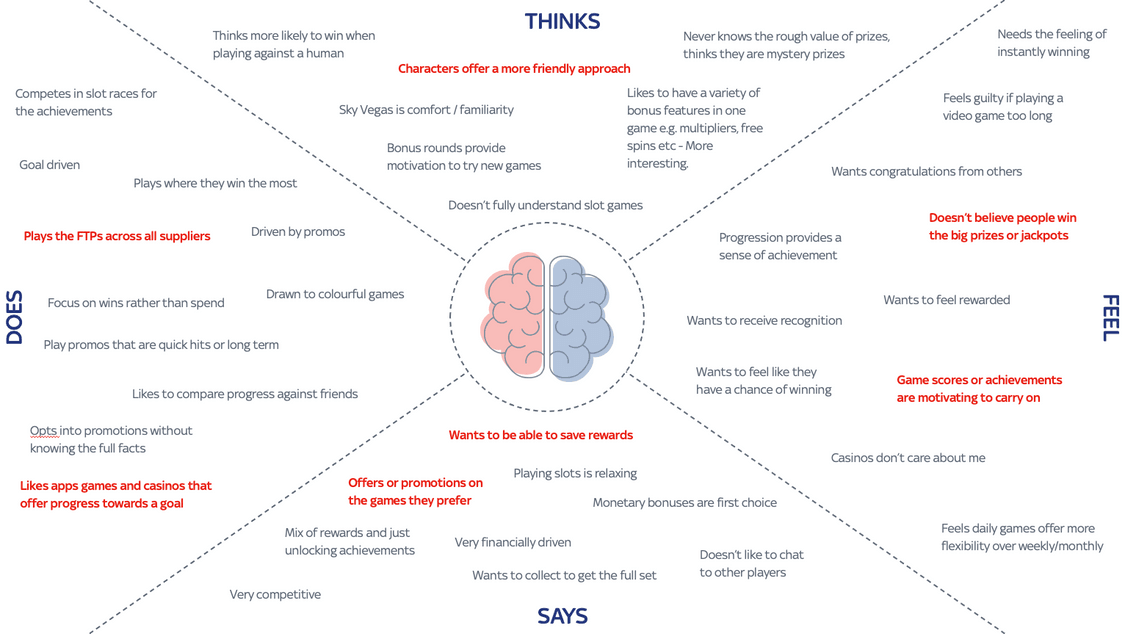 THINKS
Thinks more likely to win when
playing against a human
Characters offer a more friendly approach
Never knows the rough value of prizes,
thinks they are mystery prizes
Sky Vegas is comfort / familiarity
Likes to have a variety of
bonus features in one
game e.g. multipliers, free
spins etc - More
interesting.
Bonus rounds provide
motivation to try new games
Doesn't fully understand slot games
Needs the feeling of
instantly winning
Feels guilty if playing a
video game too long
Wants congratulations from others
Doesn't believe people win
the big prizes or jackpots
Progression provides a
sense of achievement
Wants to feel rewarded
FEEL
Wants to receive recognition
Wants to feel like they
have a chance of winning
Game scores or achievements
are motivating to carry on
Casinos don't care about me
Feels daily games offer more
flexibility over weekly/monthly
Competes in slot races for
the achievements
Goal driven
Plays where they win the most
Plays the FTPs across all suppliers
Driven by promos
DOES
Focus on wins rather than spend
Drawn to colourful games
Play promos that are quick hits or long term
Likes to compare progress against friends
Opts into promotions without
knowing the full facts
Likes apps games and casinos that
offer progress towards a goal
Wants to be able to save rewards
Playing slots is relaxing
Offers or promotions on
the games they prefer
Monetary bonuses are first choice
Mix of rewards and just
unlocking achievements
Very financially driven
Doesn't like to chat
to other players
Wants to collect to get the full set
Very competitive
SAYS